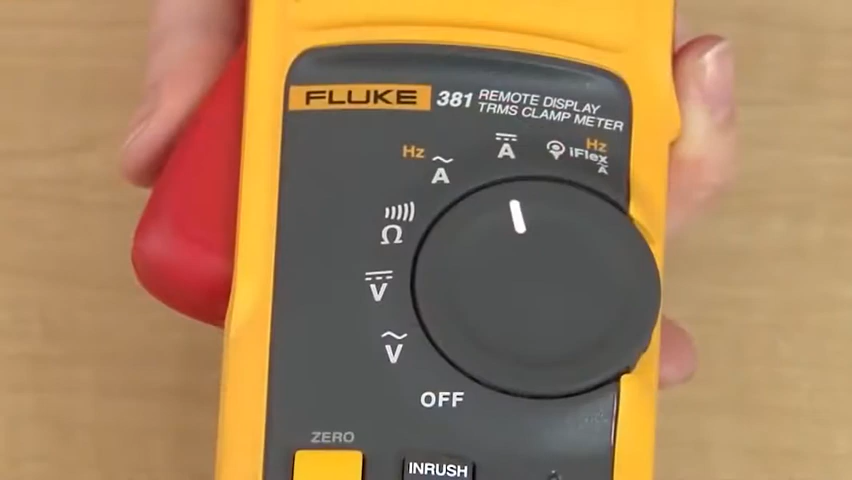 FLUKE 381 REMOTE DISPLAY
TRMS CLAMP METER
Hz
A
A
Hz
iFlex
A
Ω
V
V
OFF
ZERO
INRUSH